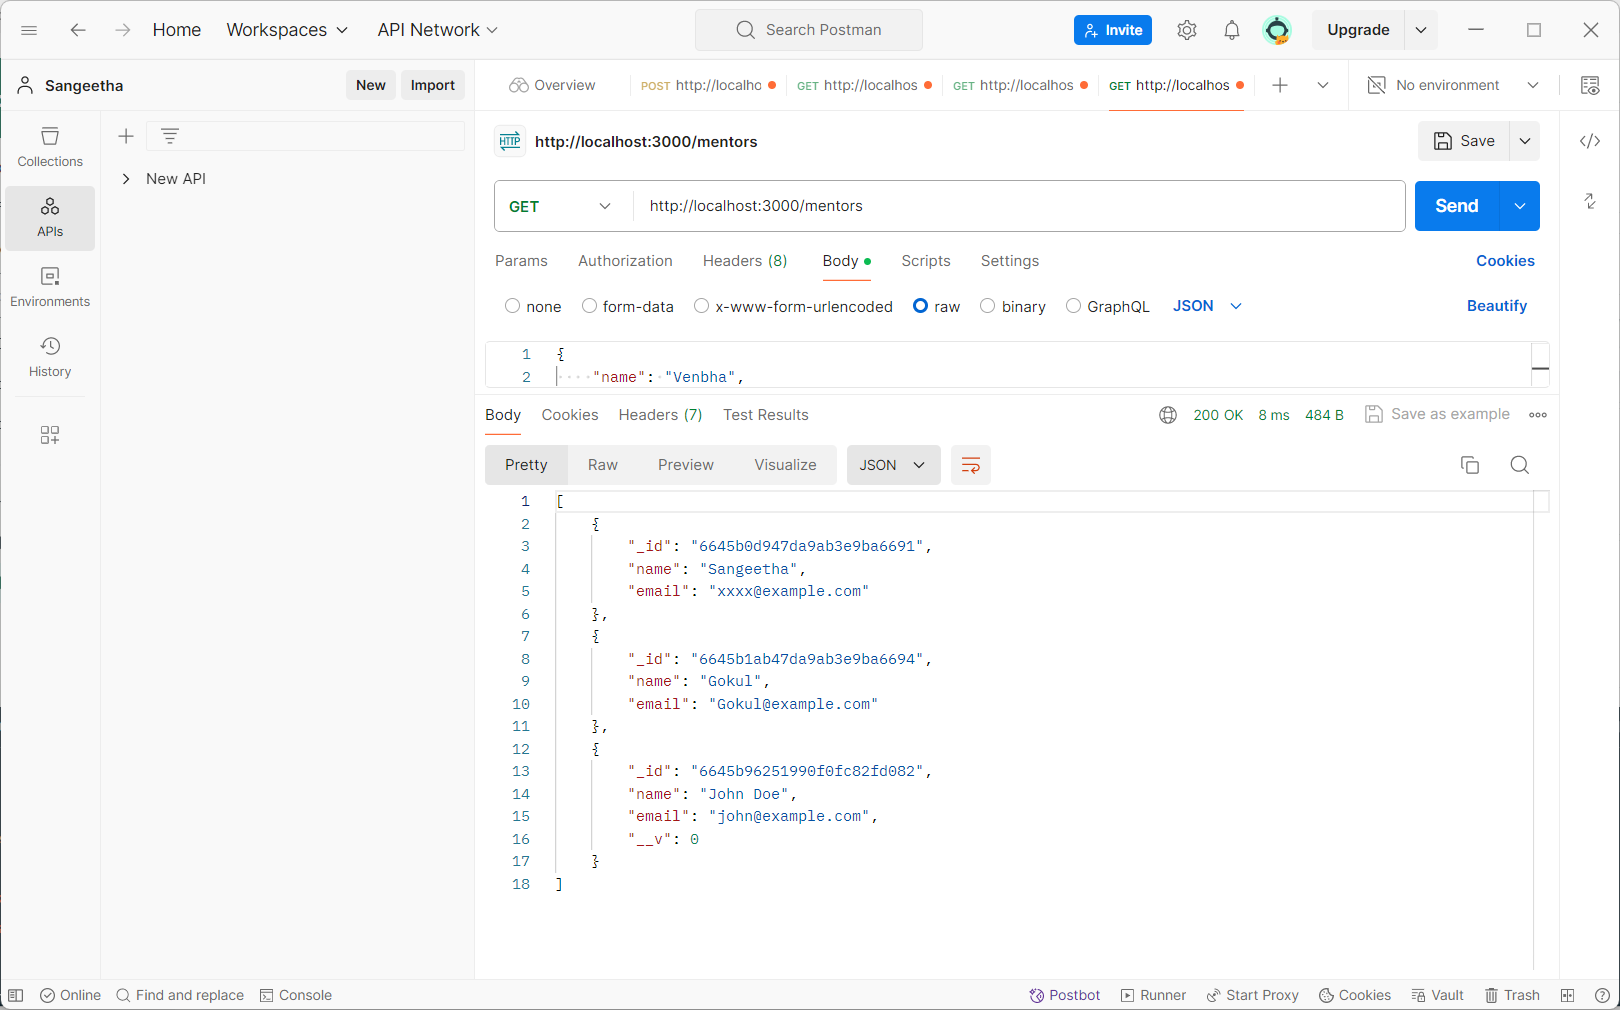 Home Workspaces API Network Search Postman Invite Upgrade
Sangeetha New Import Overview POST http://localho GET http://localhos GET http://localhos GET http://localhos No environment
Collections
APIs
Environments
History
New API
HTTP http://localhost:3000/mentors Save
GET http://localhost:3000/mentors Send
Params Authorization Headers (8) Body Scripts Settings Cookies
none form-data x-www-form-urlencoded raw binary GraphQL JSON Beautify
1 {
2 "name": "Venbha",
Body Cookies Headers (7) Test Results 200 OK 8 ms 484 B Save as example
Pretty Raw Preview Visualize JSON
1 [
2 {
3 "_id": "6645b0d947da9ab3e9ba6691",
4 "name": "Sangeetha",
5 "email": "xxxx@example.com"
6 },
7 {
8 "_id": "6645b1ab47da9ab3e9ba6694",
9 "name": "Gokul",
10 "email": "Gokul@example.com"
11 },
12 {
13 "_id": "6645b96251990f0fc82fd082",
14 "name": "John Doe",
15 "email": "john@example.com",
16 "__v": 0
17 }
18 ]
Online Find and replace Console Postbot Runner Start Proxy Cookies Vault Trash